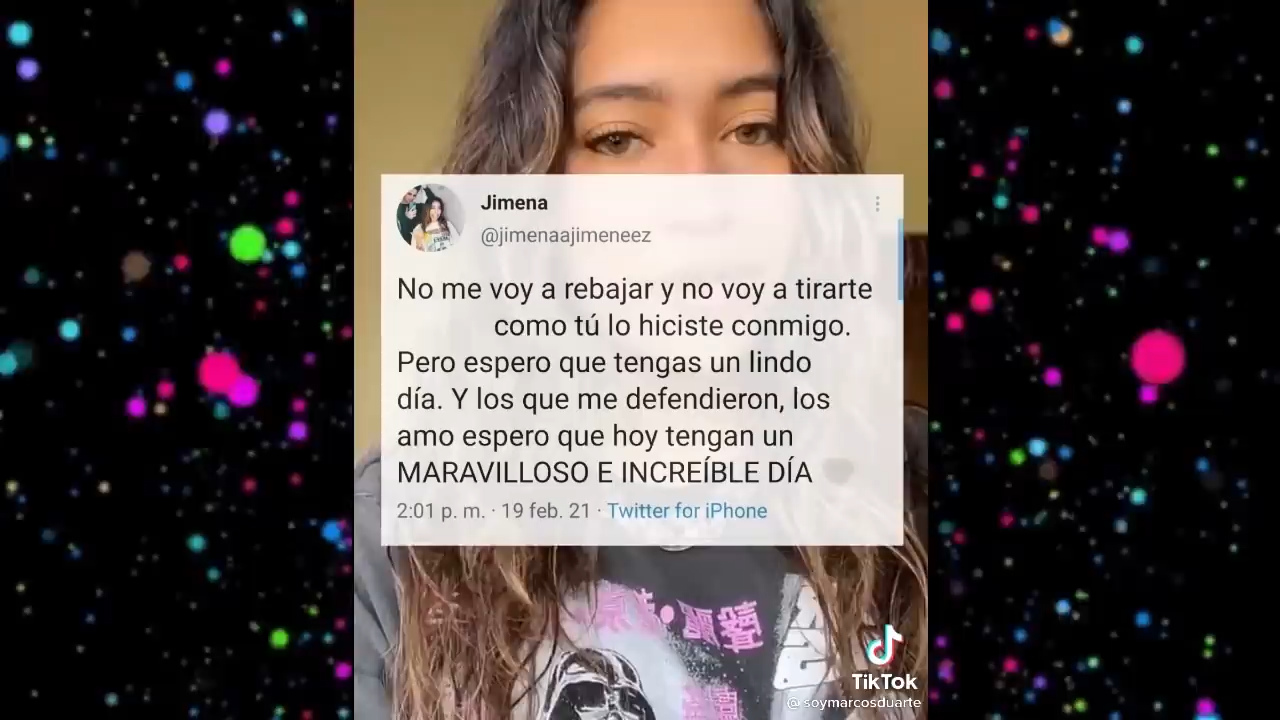 Jimena
@jimenaajimeneez
No me voy a rebajar y no voy a tirarte
como tú lo hiciste conmigo.
Pero espero que tengas un lindo
día. Y los que me defendieron, los
amo espero que hoy tengan un
MARAVILLOSO E INCREÍBLE DÍA
2:01 p. m. · 19 feb. 21 · Twitter for iPhone
TikTok
@soymarcosduarte